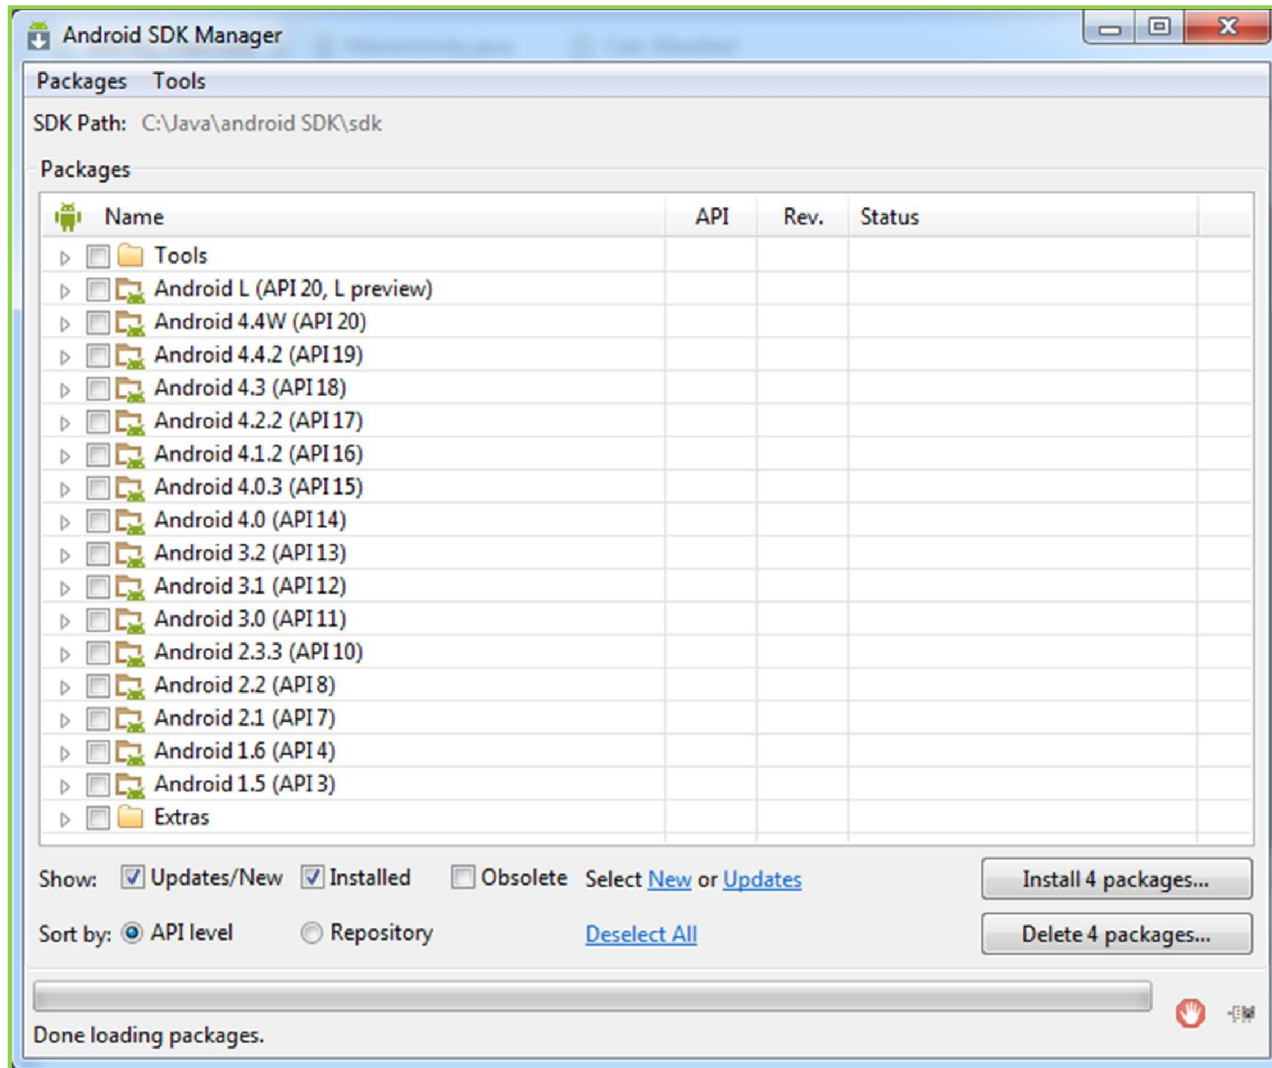 Android SDK Manager
Packages Tools
SDK Path: C:\Java\android SDK\sdk
Packages
Name API Rev. Status
Tools
Android L (API 20, L preview)
Android 4.4W (API 20)
Android 4.4.2 (API 19)
Android 4.3 (API 18)
Android 4.2.2 (API 17)
Android 4.1.2 (API 16)
Android 4.0.3 (API 15)
Android 4.0 (API 14)
Android 3.2 (API 13)
Android 3.1 (API 12)
Android 3.0 (API 11)
Android 2.3.3 (API 10)
Android 2.2 (API 8)
Android 2.1 (API 7)
Android 1.6 (API 4)
Android 1.5 (API 3)
Extras
Show: Updates/New Installed Obsolete Select New or Updates Install 4 packages...
Sort by: API level Repository Deselect All Delete 4 packages...
Done loading packages.